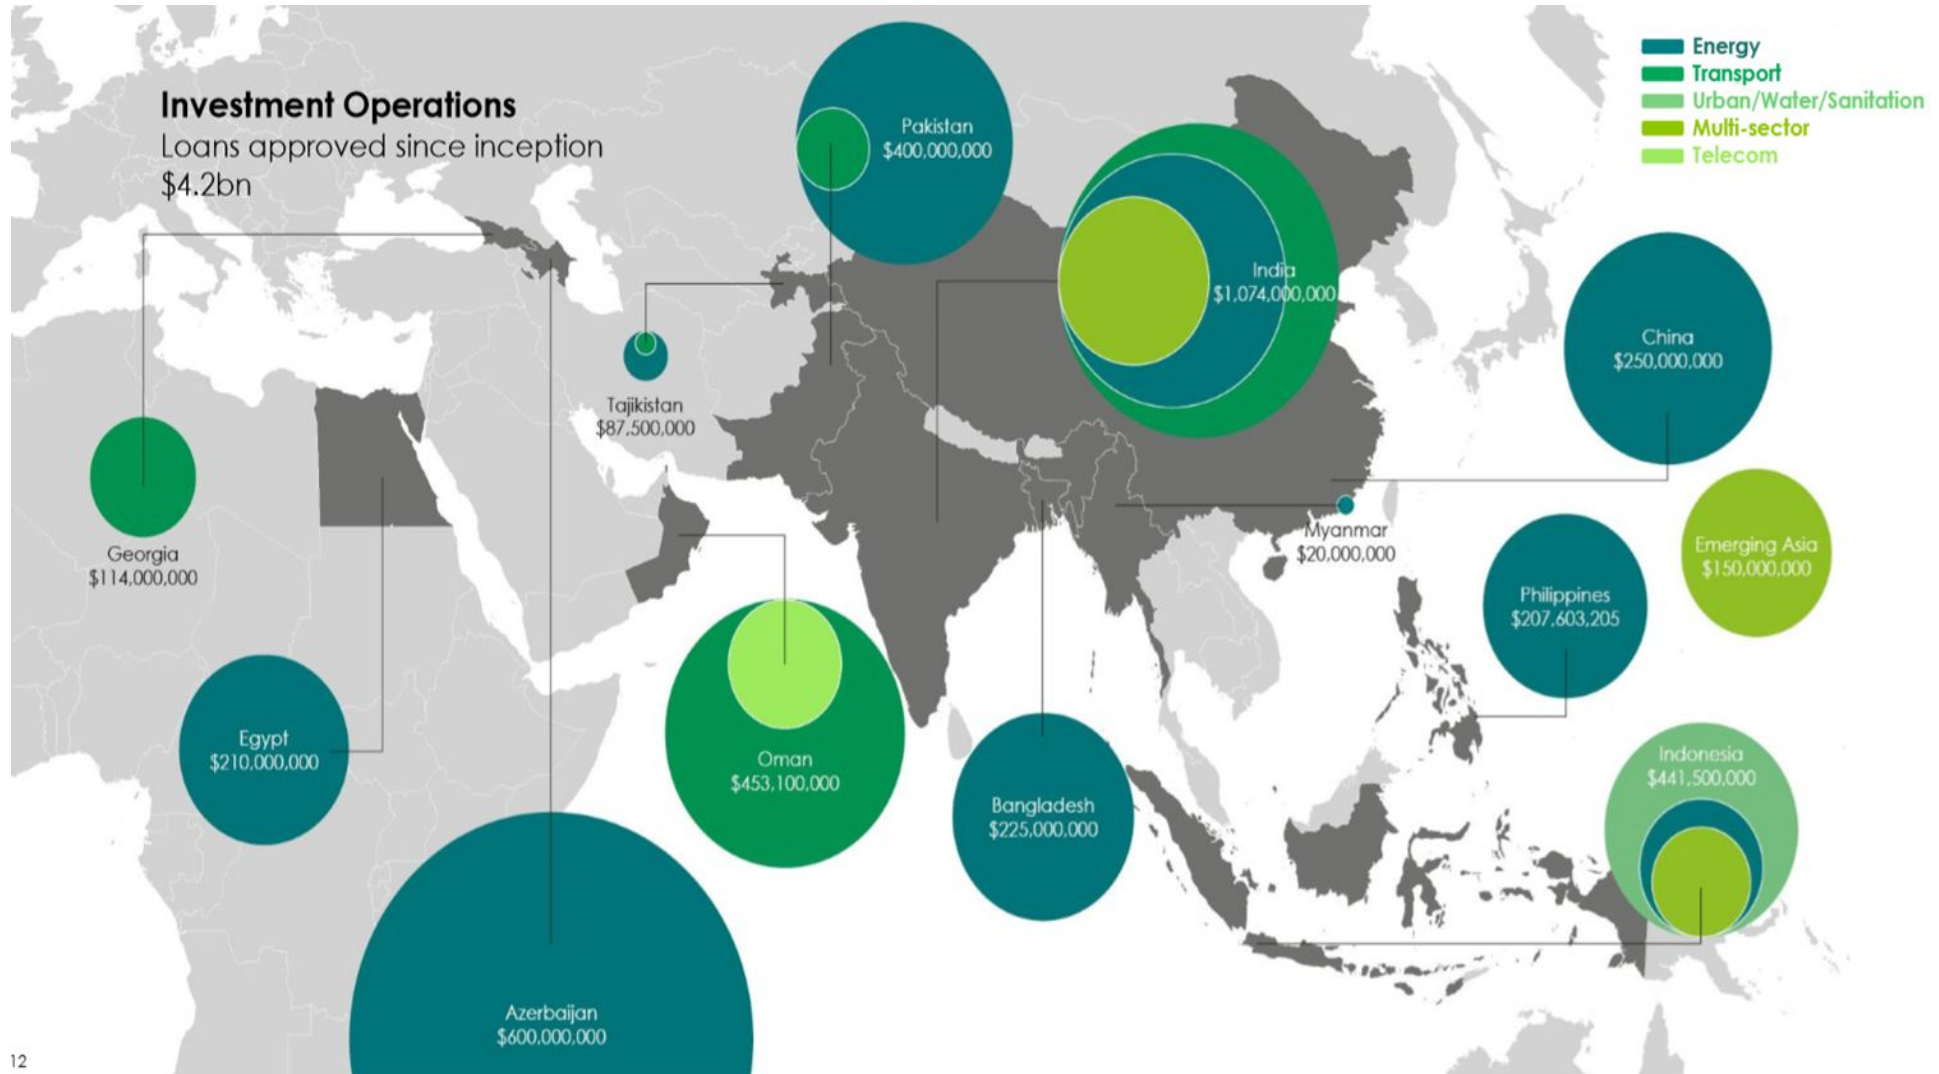 Investment Operations
Loans approved since inception
$4.2bn
Energy
Transport
Urban/Water/Sanitation
Multi-sector
Telecom
Pakistan
$400,000,000
India
$1,074,000,000
China
$250,000,000
Tajikistan
$87,500,000
Georgia
$114,000,000
Myanmar
$20,000,000
Emerging Asia
$150,000,000
Philippines
$207,603,205
Egypt
$210,000,000
Oman
$453,100,000
Bangladesh
$225,000,000
Indonesia
$441,500,000
Azerbaijan
$600,000,000
12